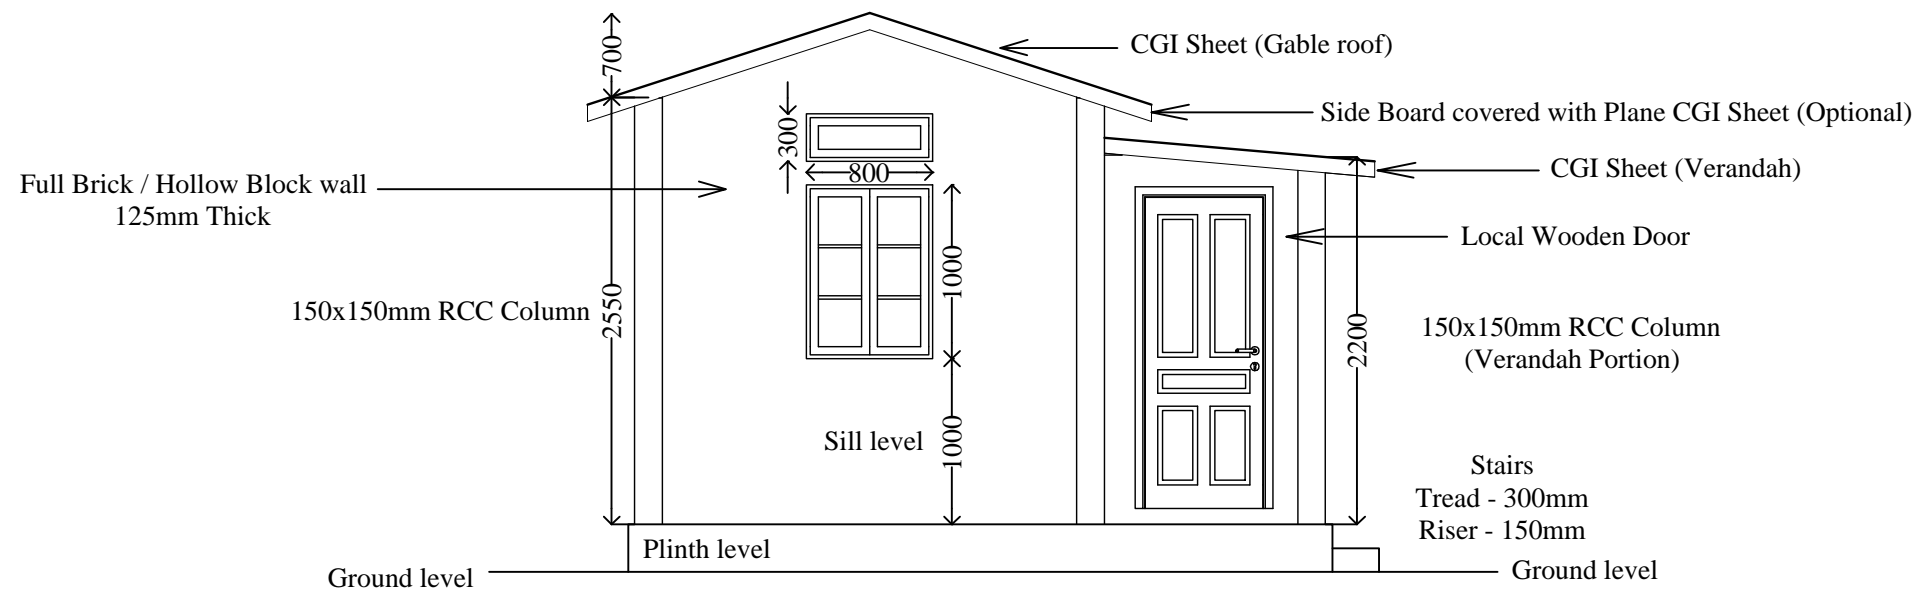 700
CGI Sheet (Gable roof)
Side Board covered with Plane CGI Sheet (Optional)
300
800
CGI Sheet (Verandah)
Full Brick / Hollow Block wall
125mm Thick
Local Wooden Door
1000
2550
150x150mm RCC Column
2200
150x150mm RCC Column
(Verandah Portion)
Sill level
1000
Stairs
Tread - 300mm
Riser - 150mm
Plinth level
Ground level
Ground level